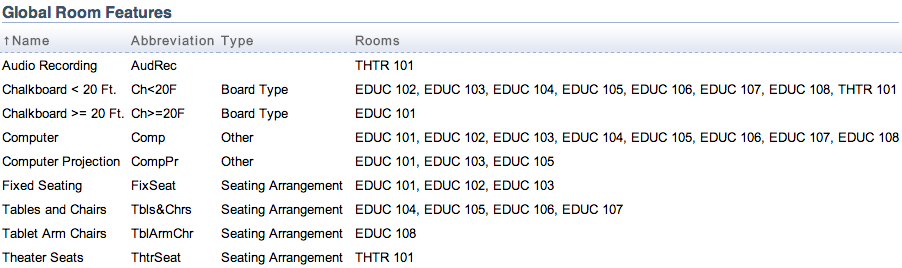 Global Room Features
↑Name Abbreviation Type Rooms
Audio Recording AudRec THTR 101
Chalkboard < 20 Ft. Ch<20F Board Type EDUC 102, EDUC 103, EDUC 104, EDUC 105, EDUC 106, EDUC 107, EDUC 108, THTR 101
Chalkboard >= 20 Ft. Ch>=20F Board Type EDUC 101
Computer Comp Other EDUC 101, EDUC 102, EDUC 103, EDUC 104, EDUC 105, EDUC 106, EDUC 107, EDUC 108
Computer Projection CompPr Other EDUC 101, EDUC 103, EDUC 105
Fixed Seating FixSeat Seating Arrangement EDUC 101, EDUC 102, EDUC 103
Tables and Chairs Tbls&Chrs Seating Arrangement EDUC 104, EDUC 105, EDUC 106, EDUC 107
Tablet Arm Chairs TblArmChr Seating Arrangement EDUC 108
Theater Seats ThtrSeat Seating Arrangement THTR 101